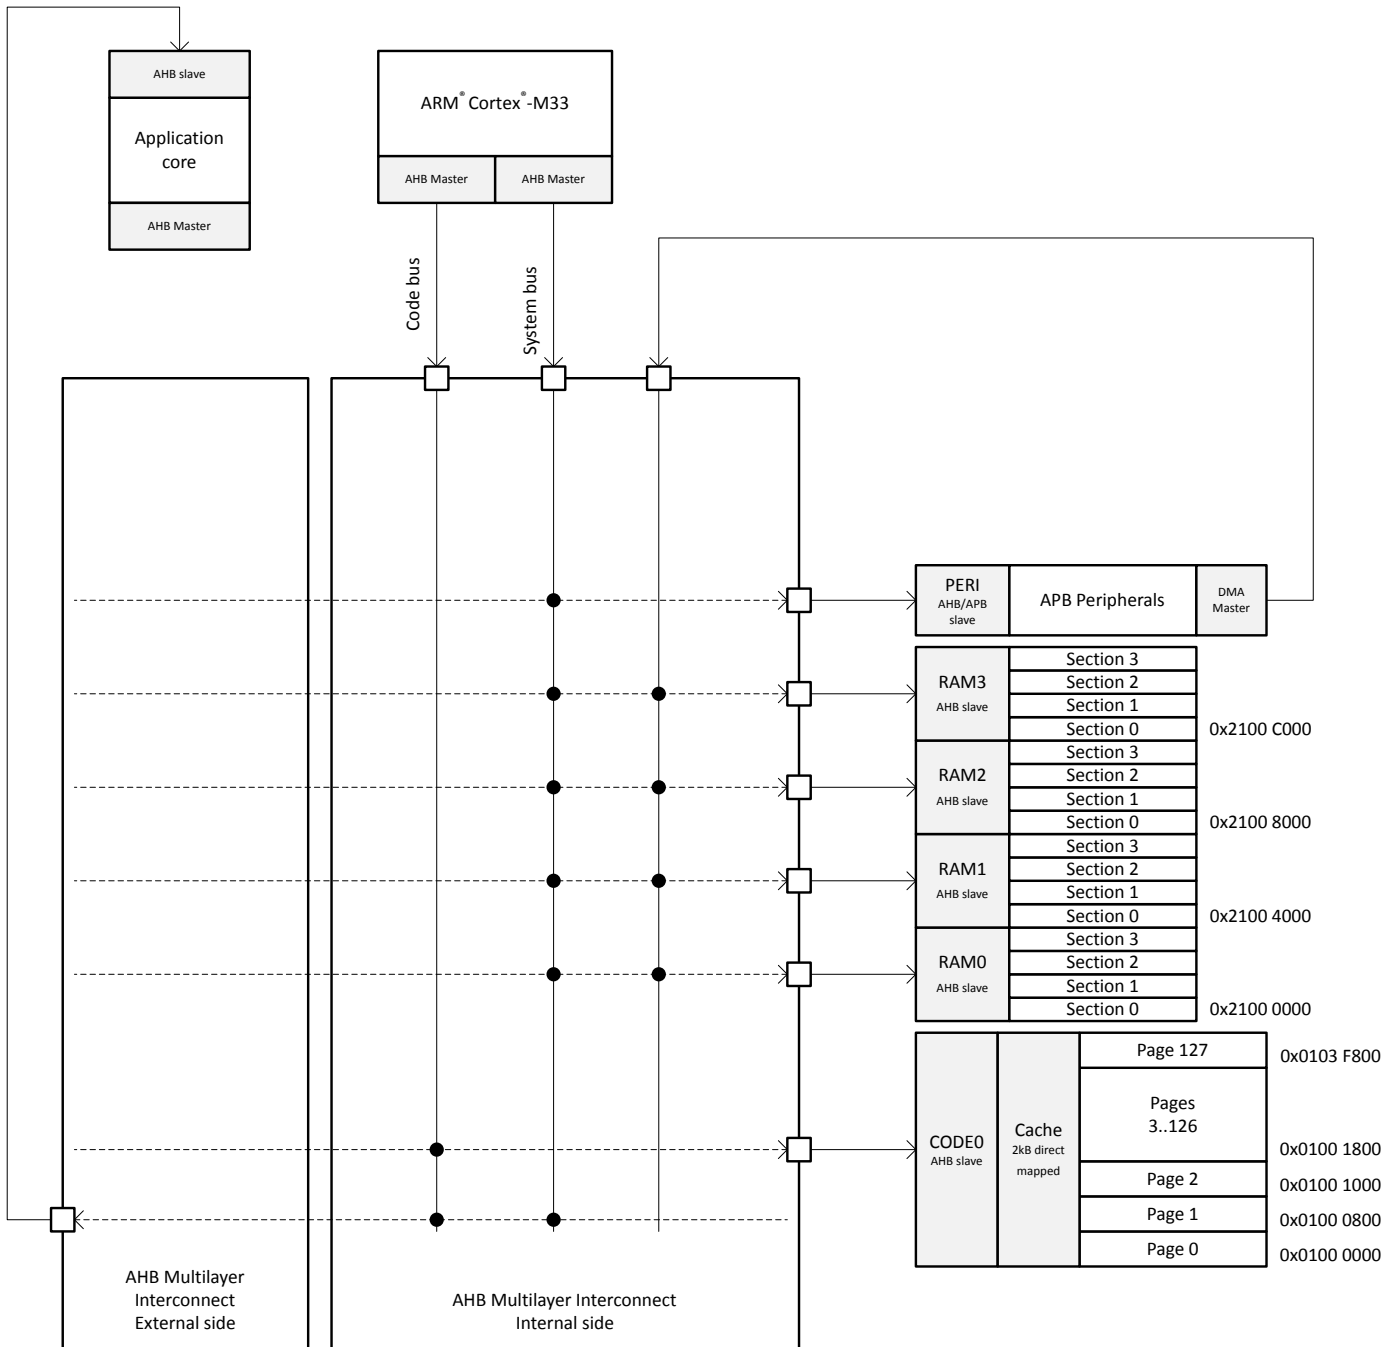 AHB slave
Application
core
AHB Master
ARM® Cortex®-M33
AHB Master
AHB Master
Code bus
System bus
PERI
AHB/APB
slave
APB Peripherals
DMA
Master
RAM3
AHB slave
Section 3
Section 2
Section 1
Section 0
0x2100 C000
RAM2
AHB slave
Section 3
Section 2
Section 1
Section 0
0x2100 8000
RAM1
AHB slave
Section 3
Section 2
Section 1
Section 0
0x2100 4000
RAM0
AHB slave
Section 3
Section 2
Section 1
Section 0
0x2100 0000
CODE0
AHB slave
Cache
2kB direct
mapped
Page 127
0x0103 F800
Pages
3..126
0x0100 1800
Page 2
0x0100 1000
Page 1
0x0100 0800
Page 0
0x0100 0000
AHB Multilayer
Interconnect
External side
AHB Multilayer Interconnect
Internal side